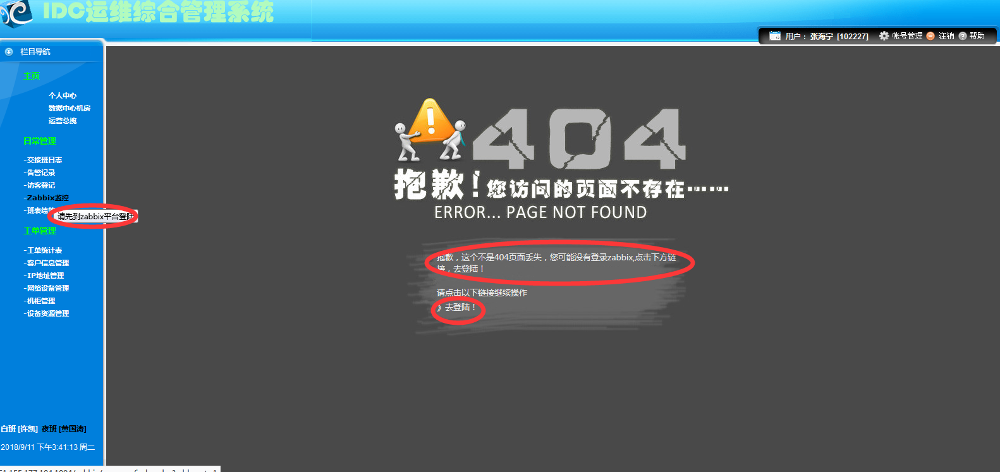 IDC运维综合管理系统
用户： 张海宁 [102227] 帐号管理 注销 帮助
栏目导航
主页
个人中心
数据中心机房
运营总揽
日常管理
-交接班日志
-告警记录
-访客登记
-Zabbix监控
-班表绩
请先到zabbix平台登陆
工单管理
-工单统计表
-客户信息管理
-IP地址管理
-网络设备管理
-机柜管理
-设备资源管理
白班 [许凯] 夜班 [黄国涛]
2018/9/11 下午3:41:13 周二
404
抱歉！您访问的页面不存在……
ERROR... PAGE NOT FOUND
抱歉，这个不是404页面丢失，您可能没有登录zabbix,点击下方链
接，去登陆！
请点击以下链接继续操作
》去登陆！